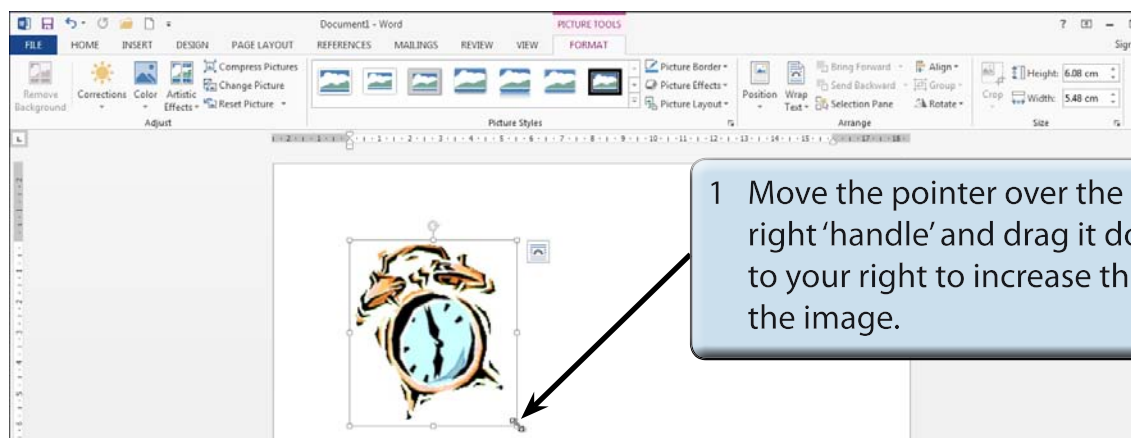 Document1 - Word
PICTURE TOOLS
FILE HOME INSERT DESIGN PAGE LAYOUT REFERENCES MAILINGS REVIEW VIEW FORMAT Sig
Remove Background
Corrections
Color
Artistic Effects
Compress Pictures
Change Picture
Reset Picture
Adjust
Picture Styles
Picture Border
Picture Effects
Picture Layout
Position
Wrap Text
Bring Forward
Send Backward
Selection Pane
Align
Group
Rotate
Arrange
Crop
Height: 6.08 cm
Width: 5.48 cm
Size
1 Move the pointer over the
right ‘handle’ and drag it do
to your right to increase th
the image.